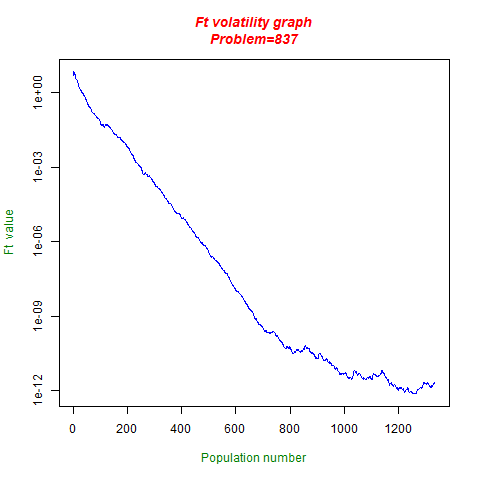 Ft volatility graph
Problem=837
1e+00
1e-03
1e-06
1e-09
1e-12
Ft value
0 200 400 600 800 1000 1200
Population number